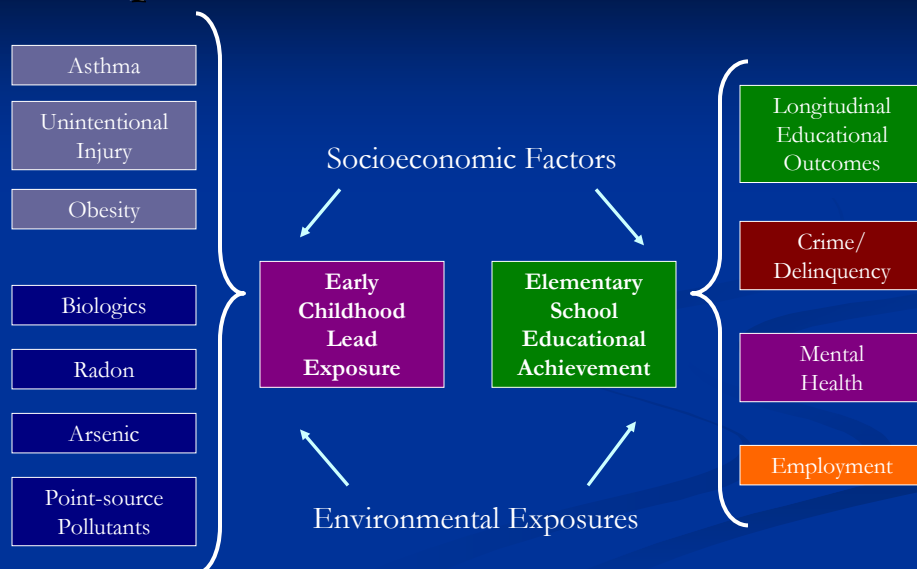 Asthma
Unintentional
Injury
Obesity
Biologics
Radon
Arsenic
Point-source
Pollutants
Socioeconomic Factors
Early
Childhood
Lead
Exposure
Elementary
School
Educational
Achievement
Environmental Exposures
Longitudinal
Educational
Outcomes
Crime/
Delinquency
Mental
Health
Employment